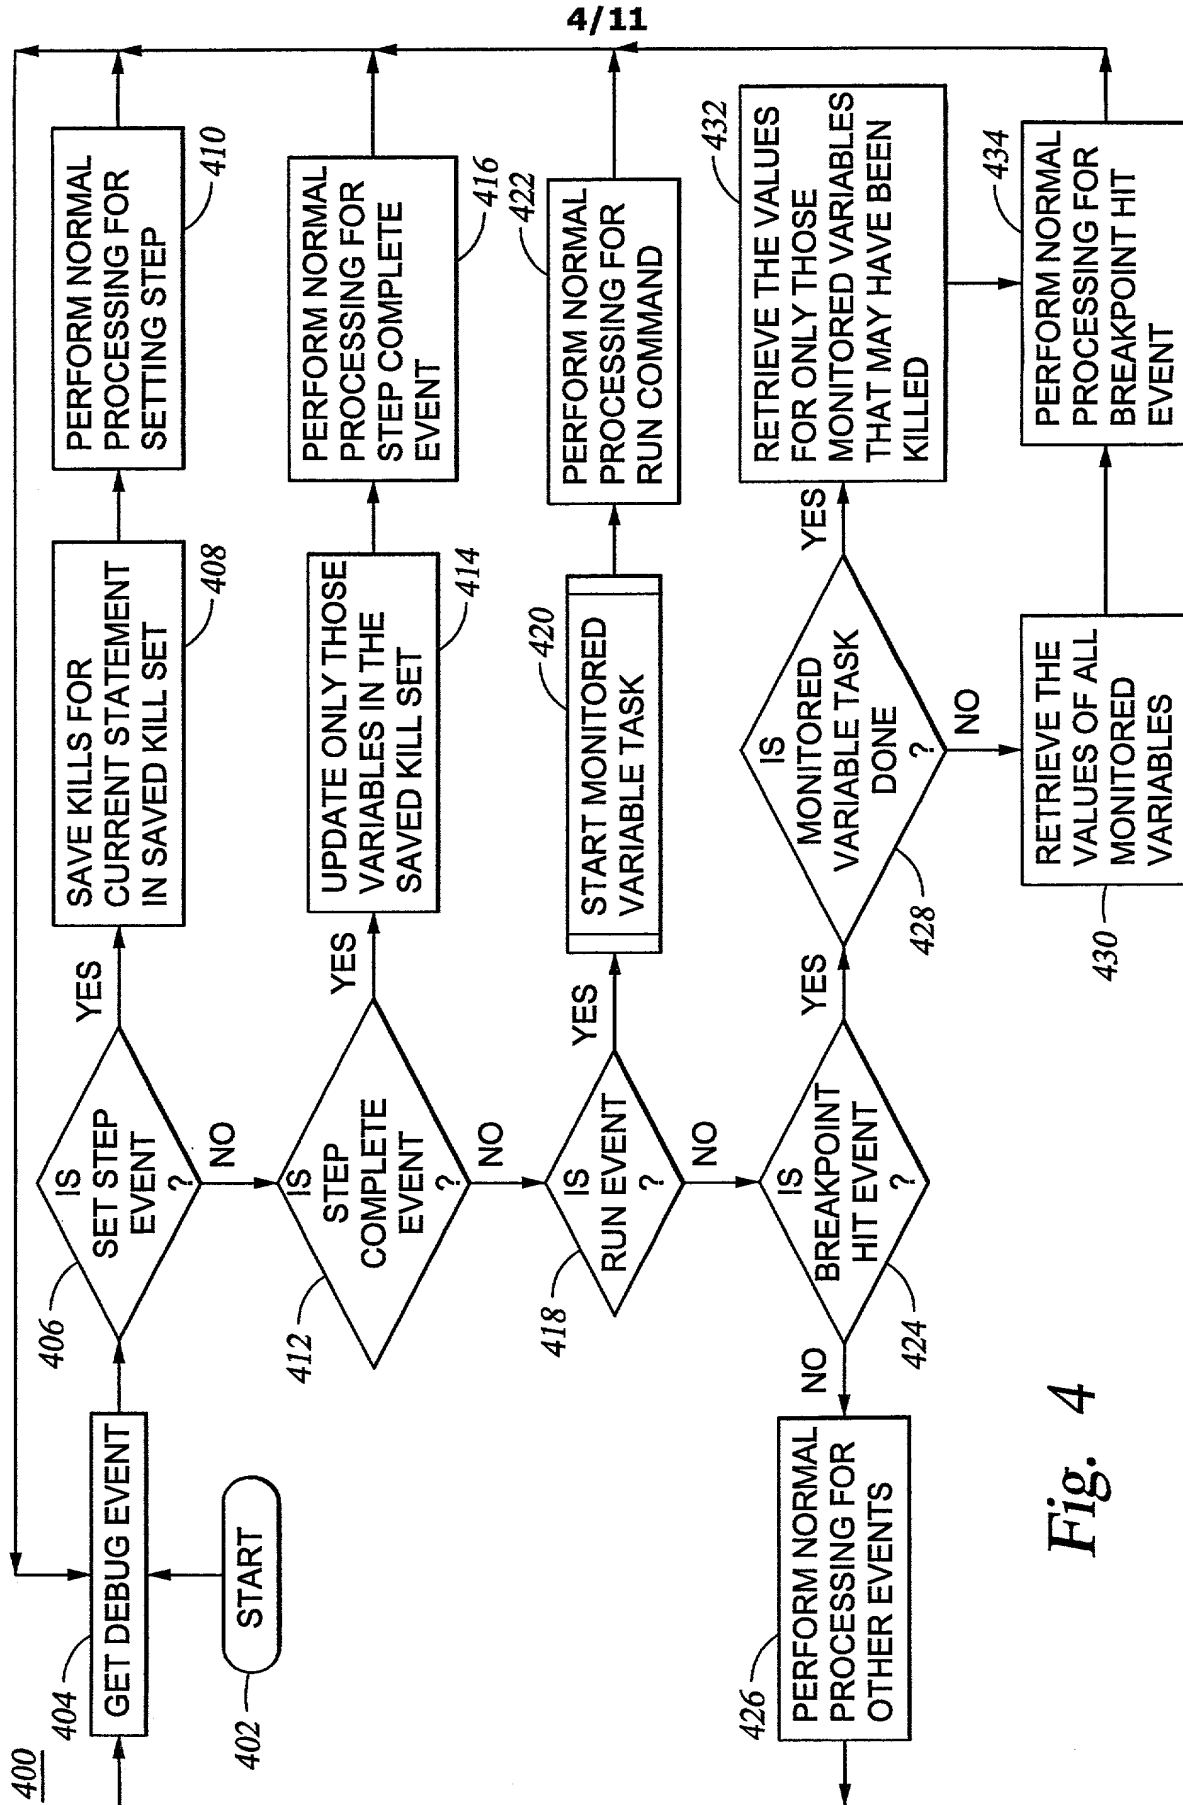 4/11
400
402
START
404
GET DEBUG EVENT
406
IS
SET STEP
EVENT
?
YES
NO
408
SAVE KILLS FOR
CURRENT STATEMENT
IN SAVED KILL SET
410
PERFORM NORMAL
PROCESSING FOR
SETTING STEP
412
IS
STEP
COMPLETE
EVENT
?
YES
NO
414
UPDATE ONLY THOSE
VARIABLES IN THE
SAVED KILL SET
416
PERFORM NORMAL
PROCESSING FOR
STEP COMPLETE
EVENT
418
IS
RUN EVENT
?
YES
NO
420
START MONITORED
VARIABLE TASK
422
PERFORM NORMAL
PROCESSING FOR
RUN COMMAND
424
IS
BREAKPOINT
HIT EVENT
?
NO
YES
426
PERFORM NORMAL
PROCESSING FOR
OTHER EVENTS
428
IS
MONITORED
VARIABLE TASK
DONE
?
YES
NO
432
RETRIEVE THE VALUES
FOR ONLY THOSE
MONITORED VARIABLES
THAT MAY HAVE BEEN
KILLED
430
RETRIEVE THE
VALUES OF ALL
MONITORED
VARIABLES
434
PERFORM NORMAL
PROCESSING FOR
BREAKPOINT HIT
EVENT
Fig. 4